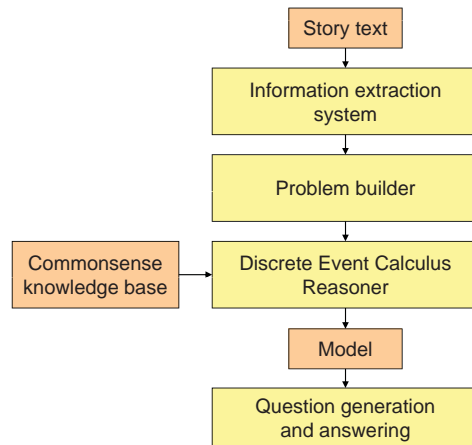 Story text
Information extraction
system
Problem builder
Commonsense
knowledge base
Discrete Event Calculus
Reasoner
Model
Question generation
and answering